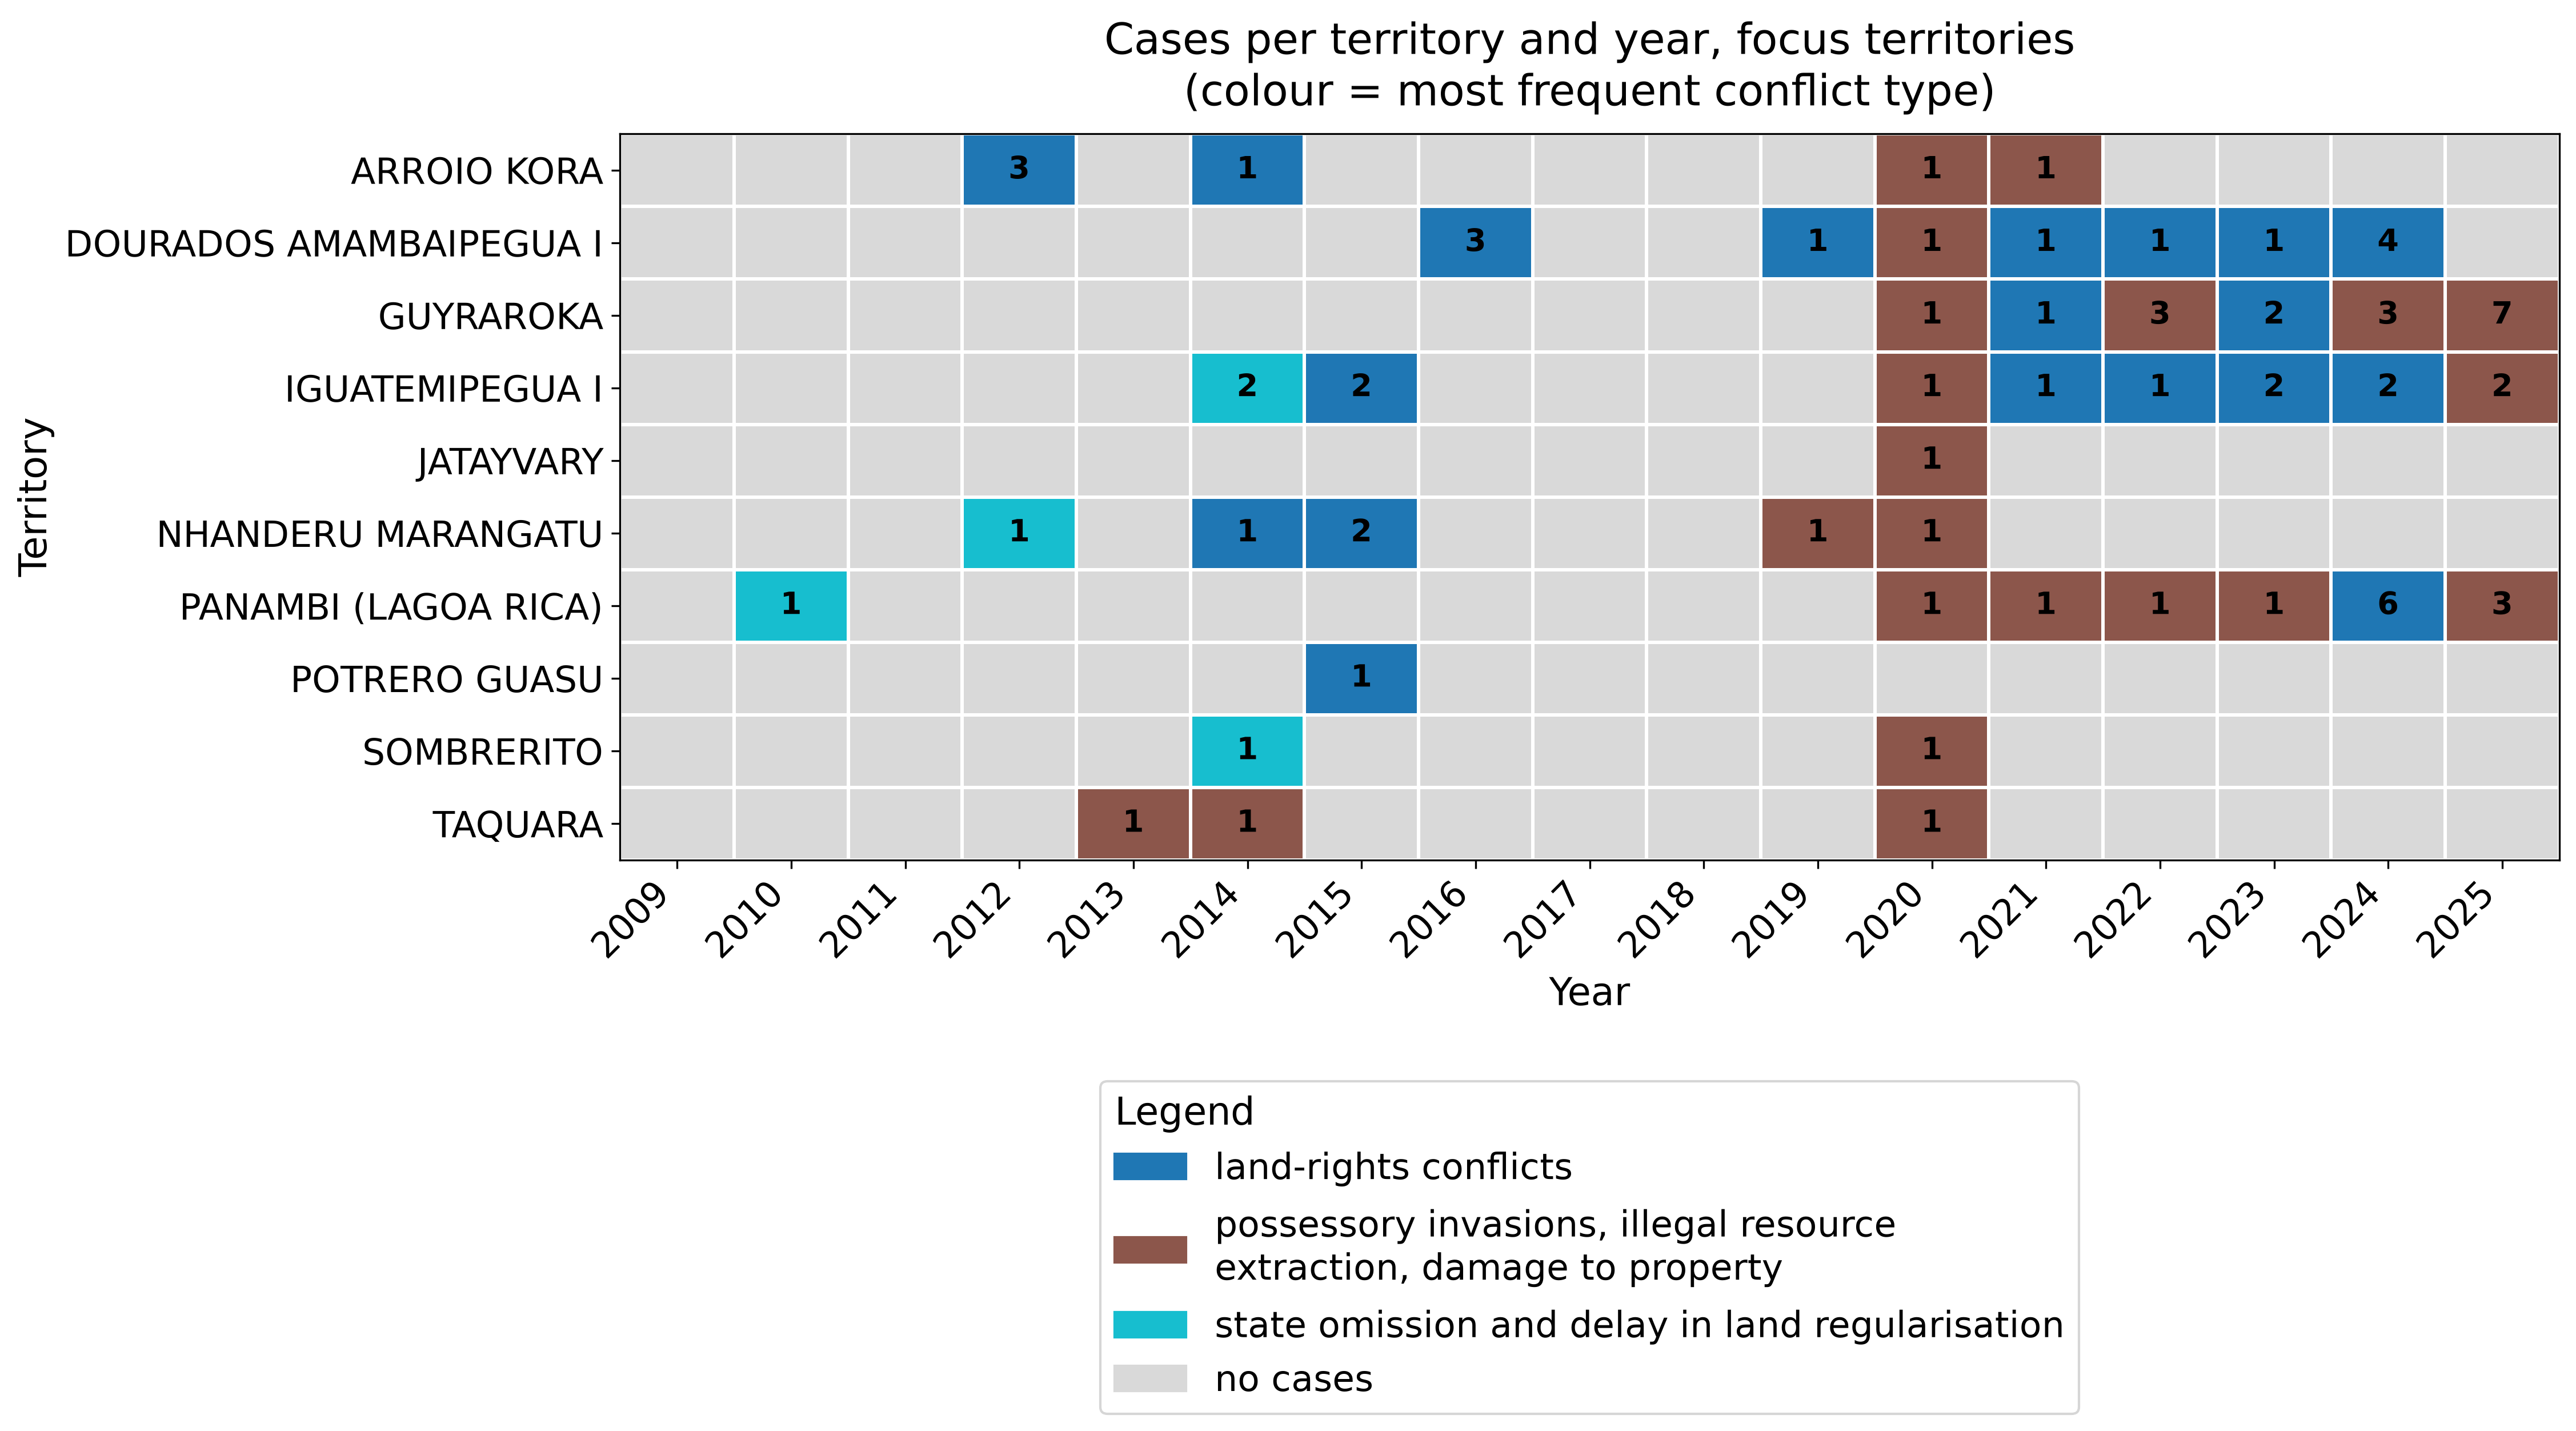 Cases per territory and year, focus territories
(colour = most frequent conflict type)
Territory
ARROIO KORA 3 1 1 1
DOURADOS AMAMBAIPEGUA I 3 1 1 1 1 1 4
GUYRAROKA 1 1 3 2 3 7
IGUATEMIPEGUA I 2 2 1 1 1 2 2 2
JATAYVARY 1
NHANDERU MARANGATU 1 1 2 1 1
PANAMBI (LAGOA RICA) 1 1 1 1 1 6 3
POTRERO GUASU 1
SOMBRERITO 1 1
TAQUARA 1 1 1
2009 2010 2011 2012 2013 2014 2015 2016 2017 2018 2019 2020 2021 2022 2023 2024 2025
Year
Legend
land-rights conflicts
possessory invasions, illegal resource
extraction, damage to property
state omission and delay in land regularisation
no cases